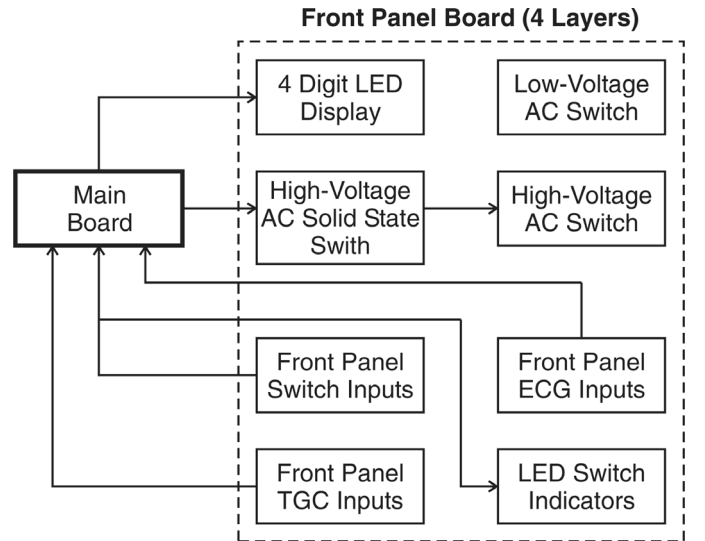 Front Panel Board (4 Layers)
4 Digit LED
Display
Low-Voltage
AC Switch
Main
Board
High-Voltage
AC Solid State
Swith
High-Voltage
AC Switch
Front Panel
Switch Inputs
Front Panel
ECG Inputs
Front Panel
TGC Inputs
LED Switch
Indicators